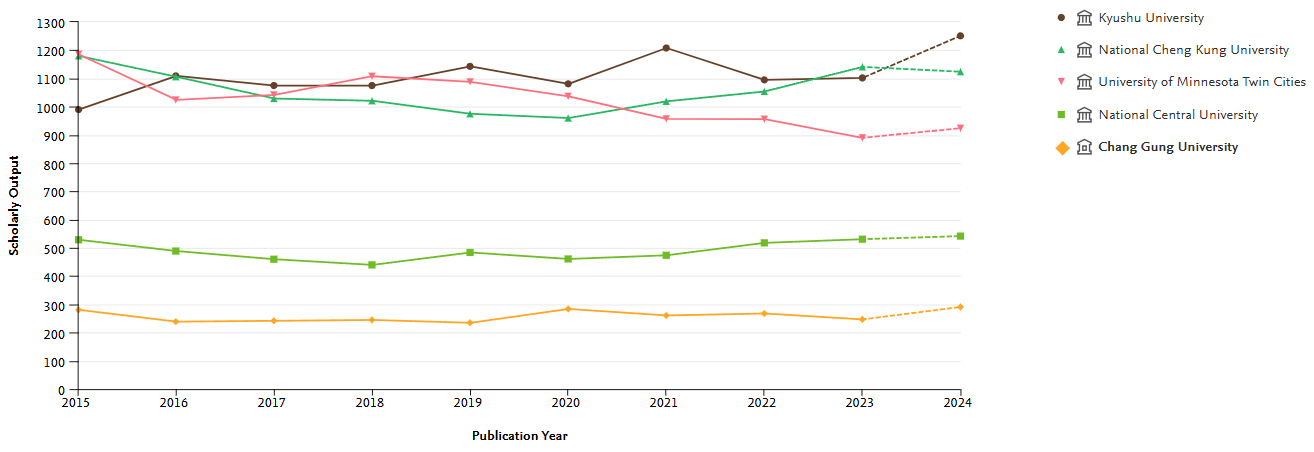 1300
1200
1100
1000
900
800
700
600
500
400
300
200
100
0
Scholarly Output
2015 2016 2017 2018 2019 2020 2021 2022 2023 2024
Publication Year
Kyushu University
National Cheng Kung University
University of Minnesota Twin Cities
National Central University
Chang Gung University